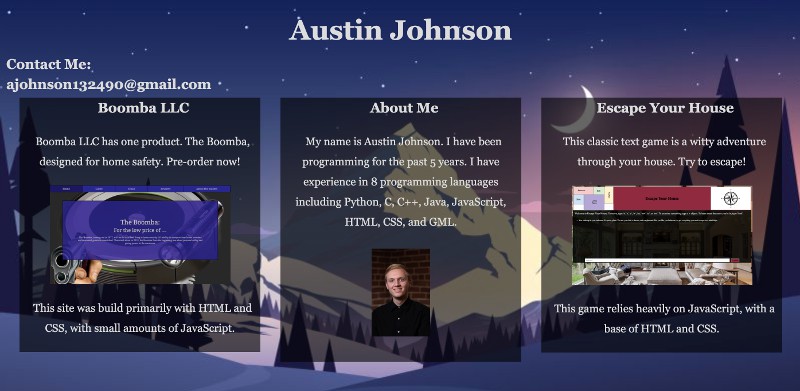 Austin Johnson
Contact Me:
ajohnson132490@gmail.com
Boomba LLC
Boomba LLC has one product. The Boomba,
designed for home safety. Pre-order now!
The Boomba:
For the low price of ...
This site was build primarily with HTML and
CSS, with small amounts of JavaScript.
About Me
My name is Austin Johnson. I have been
programming for the past 5 years. I have
experience in 8 programming languages
including Python, C, C++, Java, JavaScript,
HTML, CSS, and GML.
Escape Your House
This classic text game is a witty adventure
through your house. Try to escape!
Escape Your House
This game relies heavily on JavaScript, with a
base of HTML and CSS.